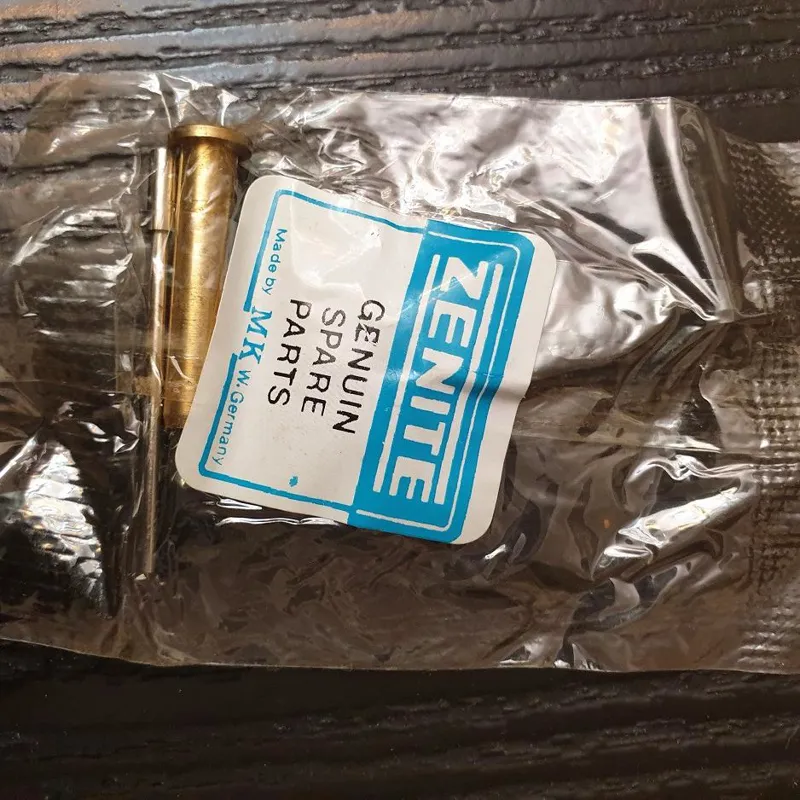 ZENITE
GENUIN
SPARE
PARTS
Made by MK W. Germany